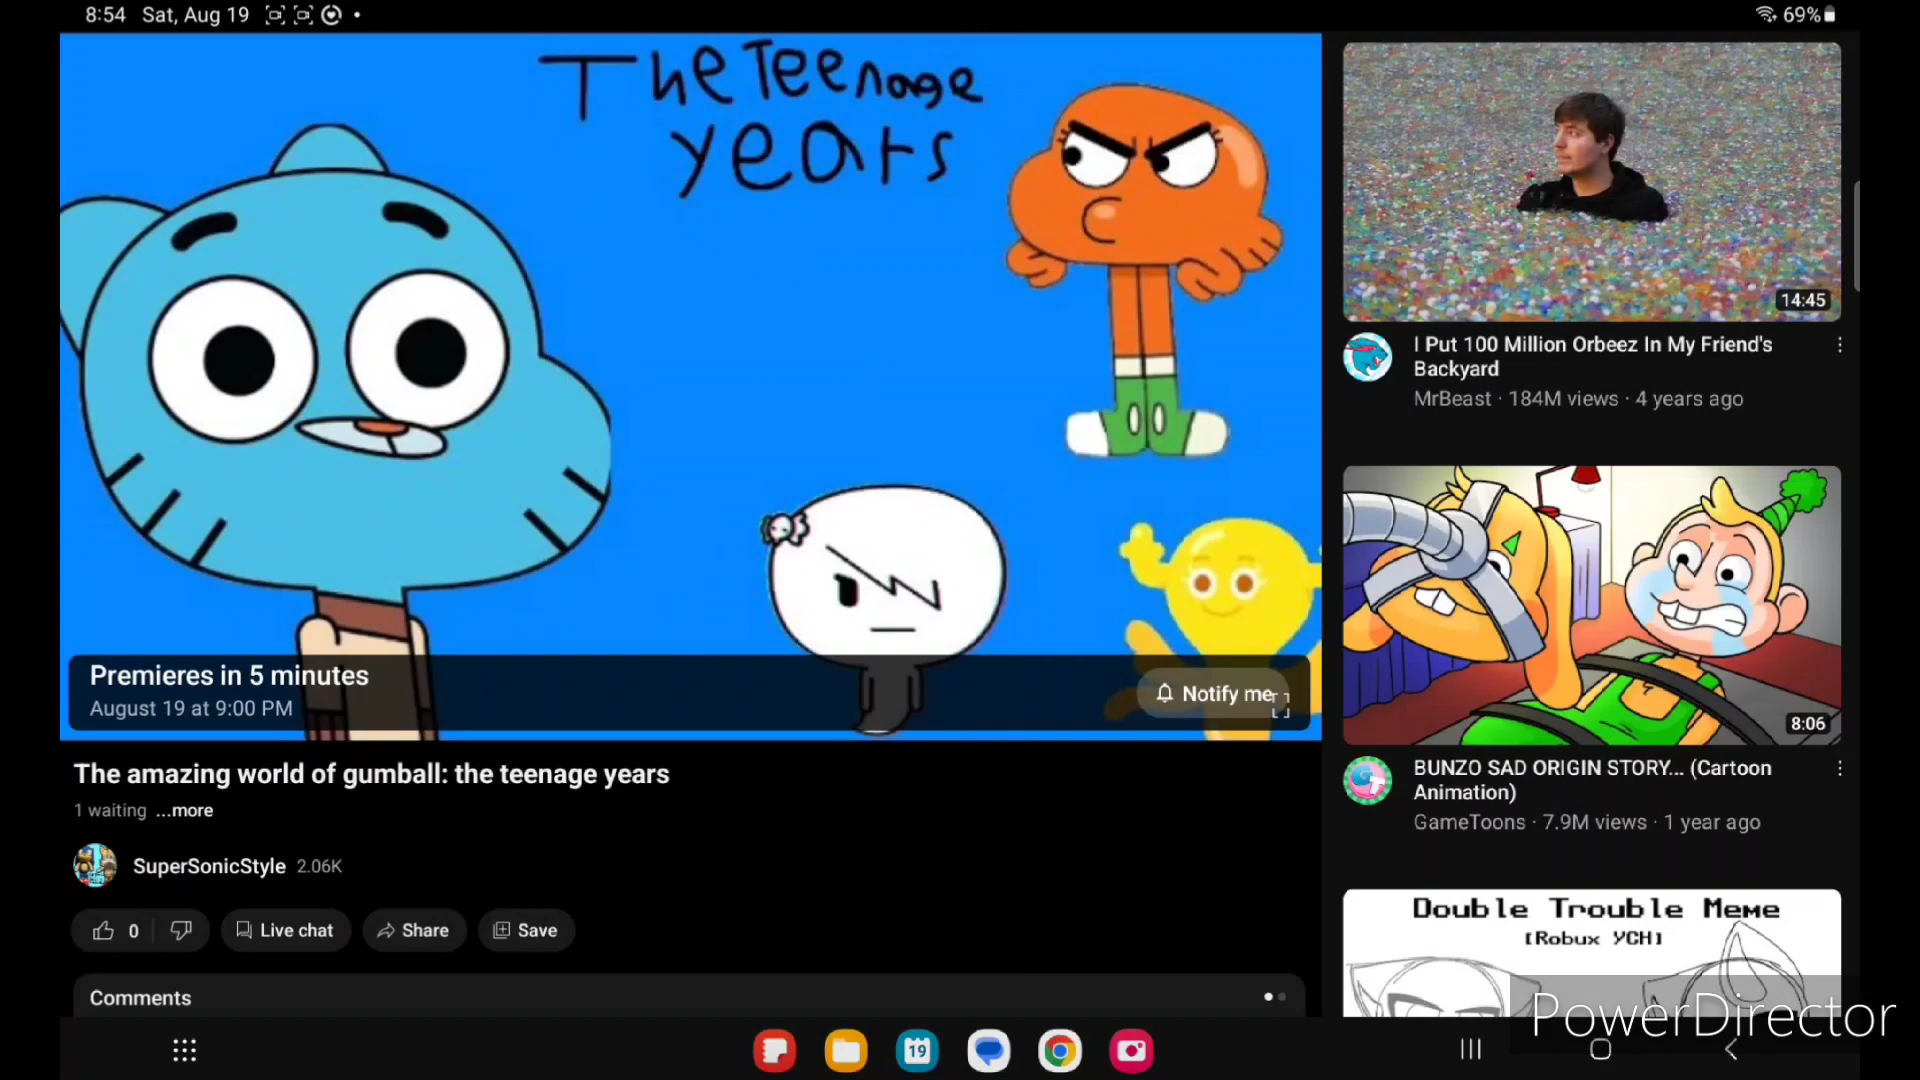 8:54 Sat, Aug 19
69%
The Teenage
years
Premieres in 5 minutes
August 19 at 9:00 PM
Notify me
The amazing world of gumball: the teenage years
1 waiting ...more
SuperSonicStyle 2.06K
0
Live chat
Share
Save
Comments
14:45
I Put 100 Million Orbeez In My Friend's
Backyard
MrBeast · 184M views · 4 years ago
8:06
GT
BUNZO SAD ORIGIN STORY... (Cartoon
Animation)
GameToons · 7.9M views · 1 year ago
Double Trouble Meme
[Robux YCH]
PowerDirector
19